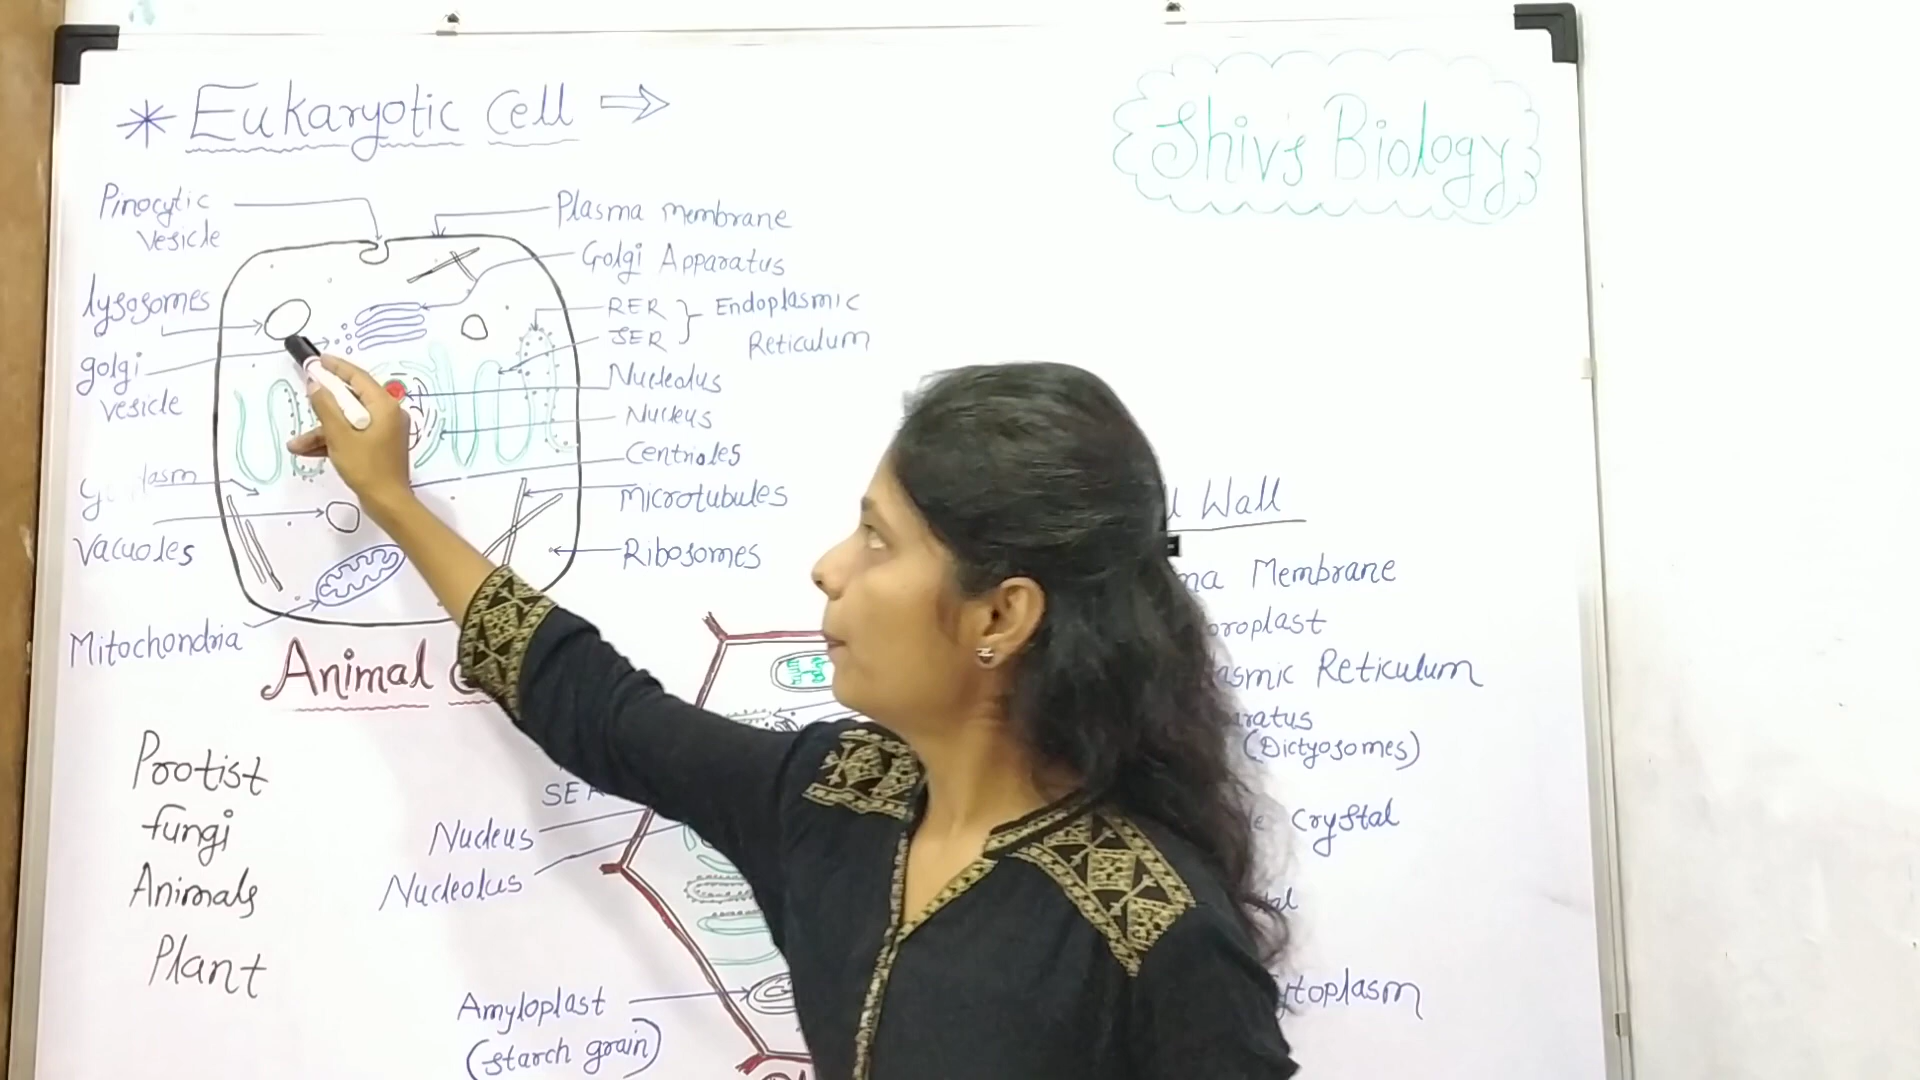 * Eukaryotic Cell ⇒
Shiv's Biology
Pinocytic
vesicle
Plasma membrane
Golgi Apparatus
lysosomes
RER
SER
Endoplasmic
Reticulum
golgi
vesicle
Nucleolus
Nucleus
Centrioles
Microtubules
Vacuoles
Ribosomes
Mitochondria
Animal
Wall
Membrane
Reticulum
(Dictyosomes)
Crystal
Protist
fungi
Animals
Plant
SER
Nucleus
Nucleolus
Amyloplast
(starch grain)